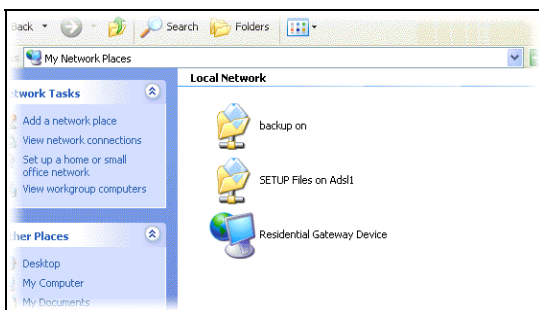 Back Search Folders
My Network Places
Local Network
Network Tasks
Add a network place
View network connections
Set up a home or small
office network
View workgroup computers
backup on
SETUP Files on Adsl1
Residential Gateway Device
her Places
Desktop
My Computer
My Documents